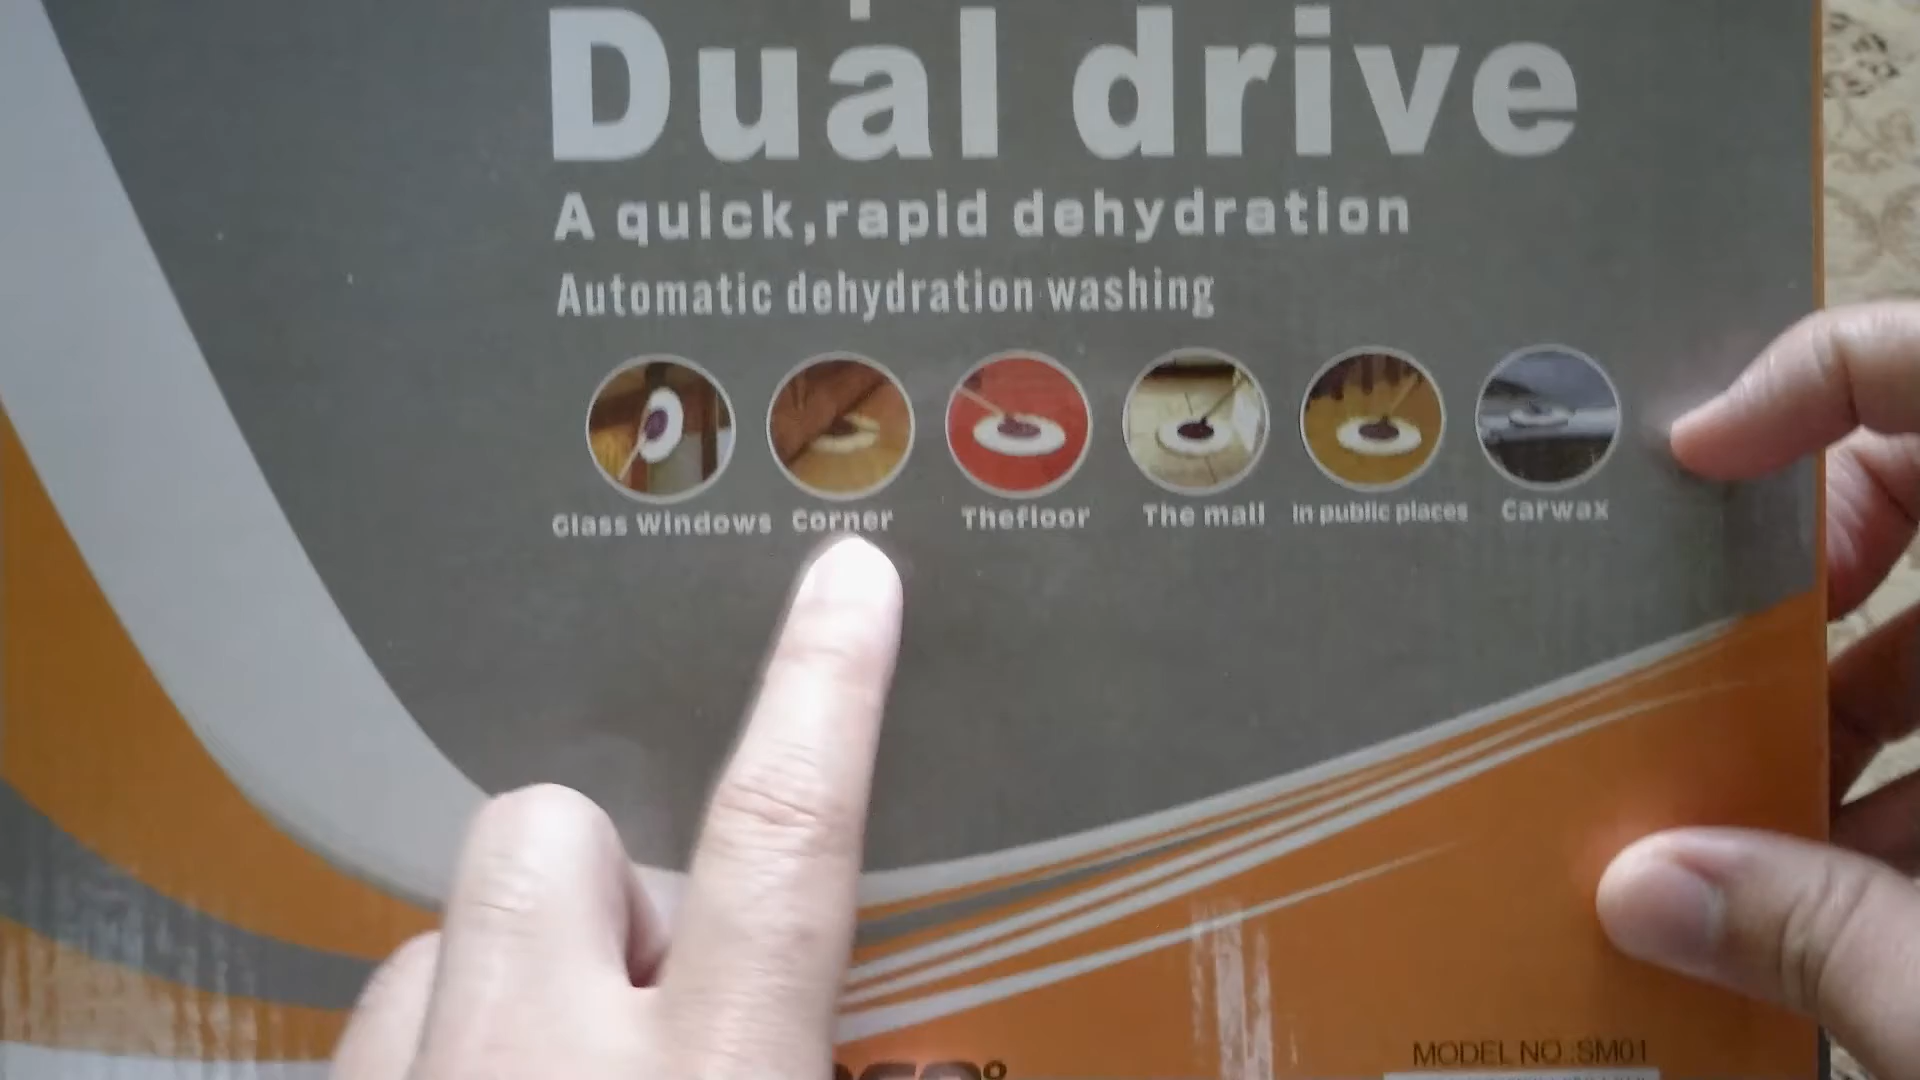 Dual drive
A quick,rapid dehydration
Automatic dehydration washing
Glass Windows Corner Thefloor The mall In public places Carwax
MODEL NO.:SM01